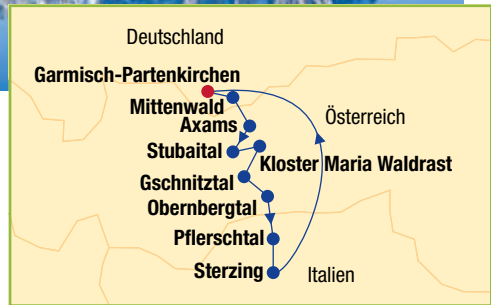 Deutschland
Garmisch-Partenkirchen
Mittenwald
Axams
Österreich
Stubaital
Kloster Maria Waldrast
Gschnitztal
Obernbergtal
Pflerschtal
Sterzing
Italien